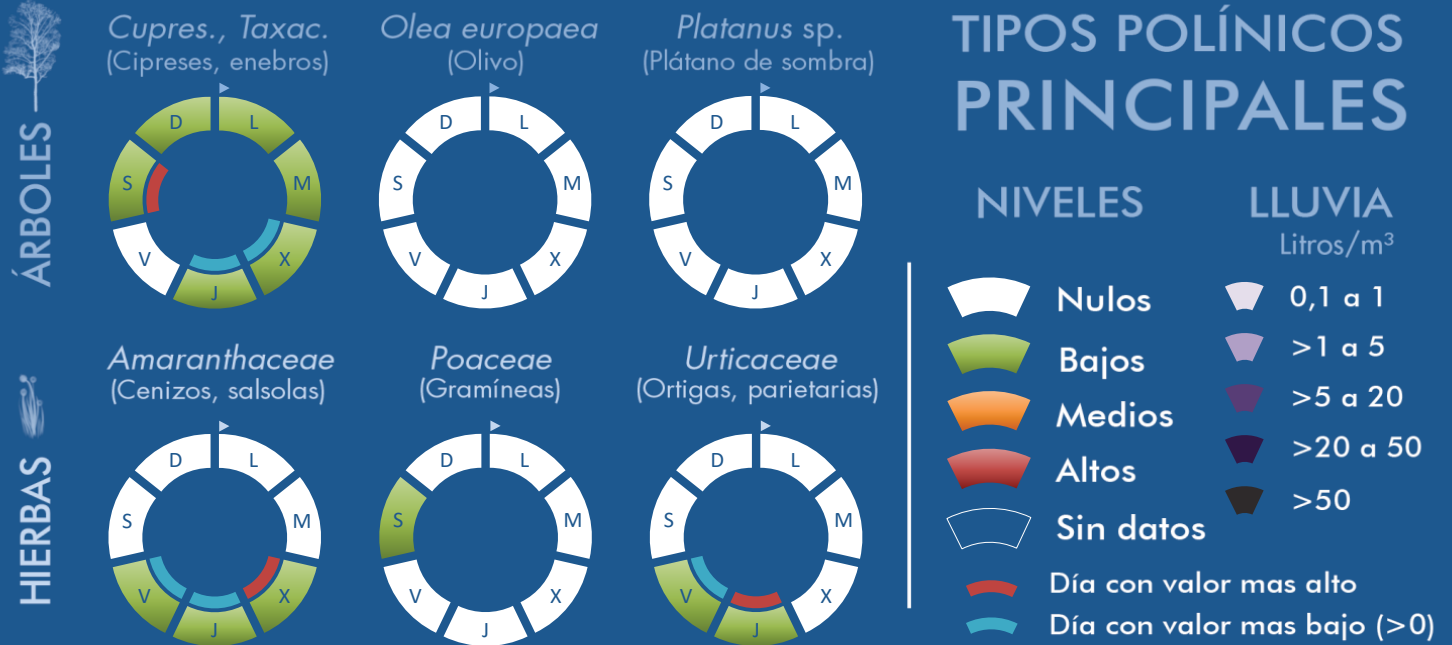 ÁRBOLES
Cupres., Taxac.
(Cipreses, enebros)
D L
S M
V X
J
Olea europaea
(Olivo)
D L
S M
V X
J
Platanus sp.
(Plátano de sombra)
D L
S M
V X
J
HIERBAS
Amaranthaceae
(Cenizos, salsolas)
D L
S M
V X
J
Poaceae
(Gramíneas)
D L
S M
V X
J
Urticaceae
(Ortigas, parietarias)
D L
S M
V X
J
TIPOS POLÍNICOS
PRINCIPALES
NIVELES
Nulos
Bajos
Medios
Altos
Sin datos
LLUVIA
Litros/m³
0,1 a 1
>1 a 5
>5 a 20
>20 a 50
>50
Día con valor mas alto
Día con valor mas bajo (>0)